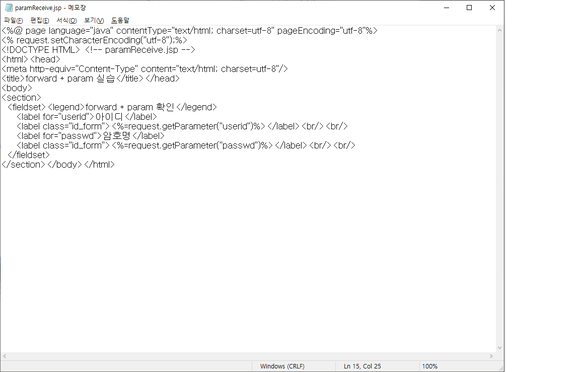 paramReceive.jsp - 메모장
파일(F) 편집(E) 서식(O) 보기(V) 도움말
<%@ page language="java" contentType="text/html; charset=utf-8" pageEncoding="utf-8"%>
<% request.setCharacterEncoding("utf-8");%>
<!DOCTYPE HTML> <!-- paramReceive.jsp -->
<html><head>
<meta http-equiv="Content-Type" content="text/html; charset=utf-8"/>
<title>forward + param 실습</title></head>
<body>
<section>
<fieldset><legend>forward + param 확인</legend>
<label for="userid">아이디</label>
<label class="id_form"><%=request.getParameter("userid")%></label><br/><br/>
<label for="passwd">암호명</label>
<label class="id_form"><%=request.getParameter("passwd")%></label><br/><br/>
</fieldset>
</section></body></html>
Windows (CRLF) Ln 15, Col 25 100%